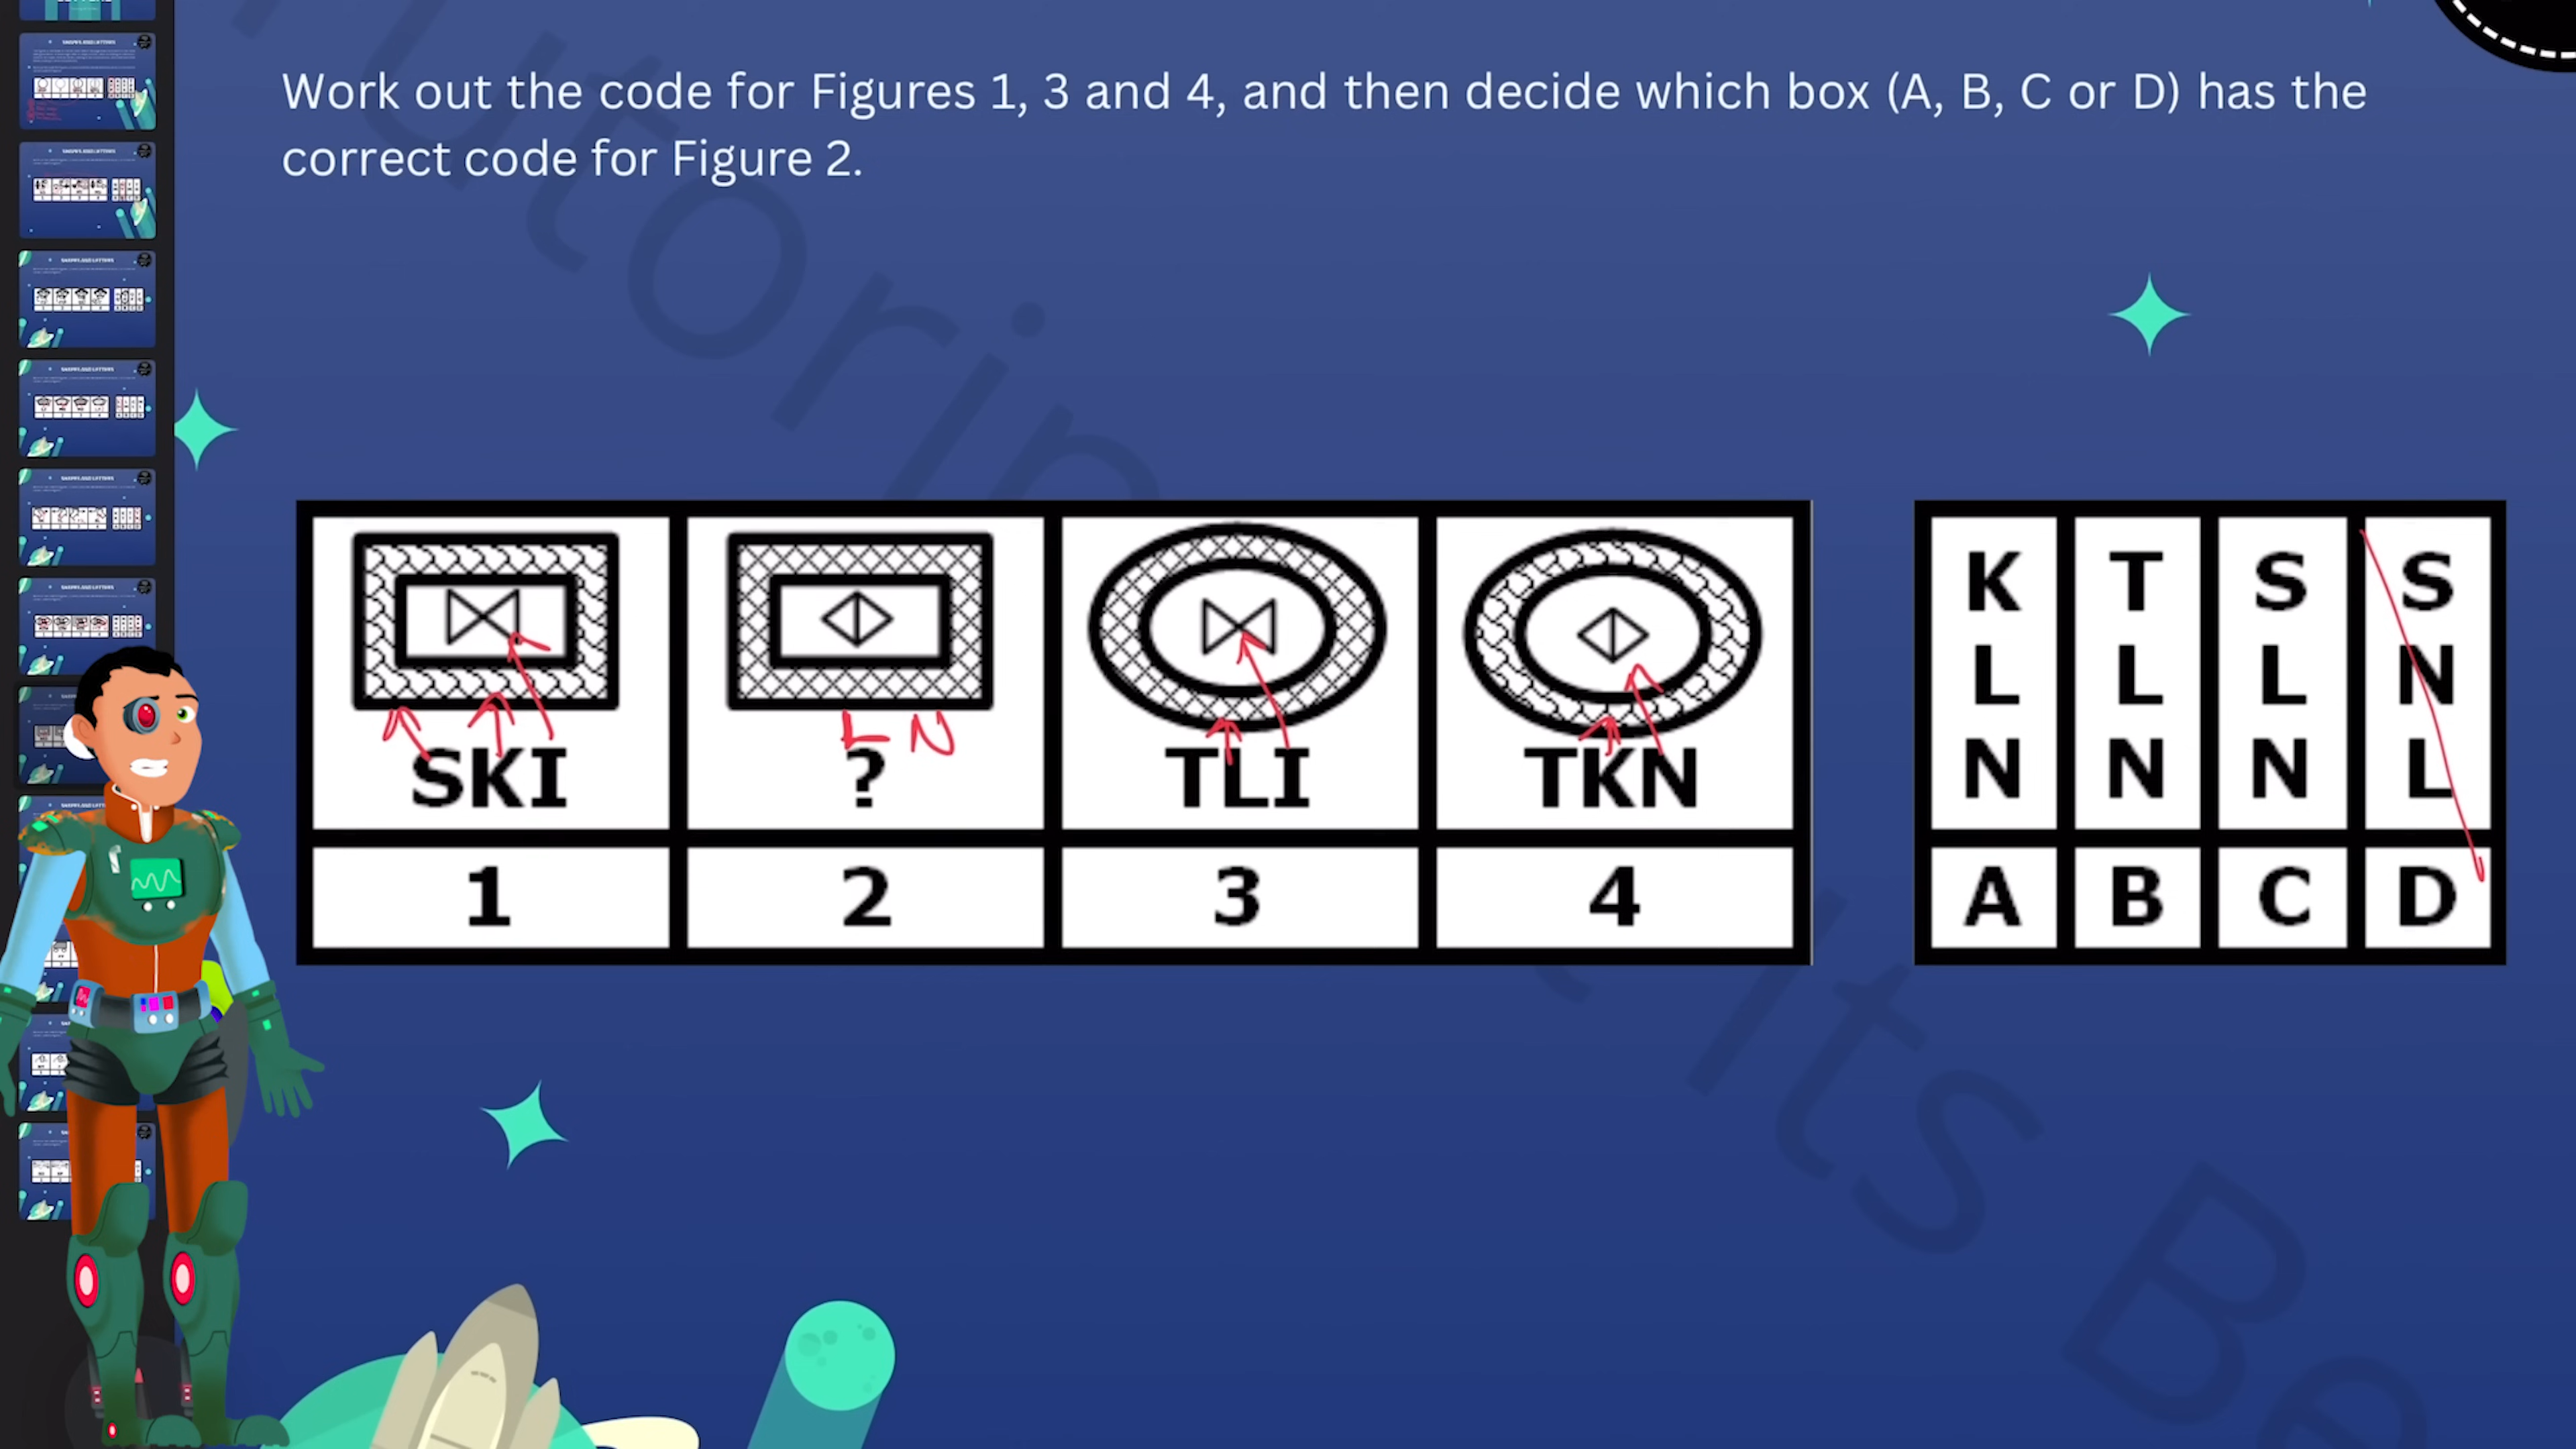 Work out the code for Figures 1, 3 and 4, and then decide which box (A, B, C or D) has the
correct code for Figure 2.
L N
SKI ? TLI TKN
1 2 3 4
K T S S
L L L N
N N N L
A B C D